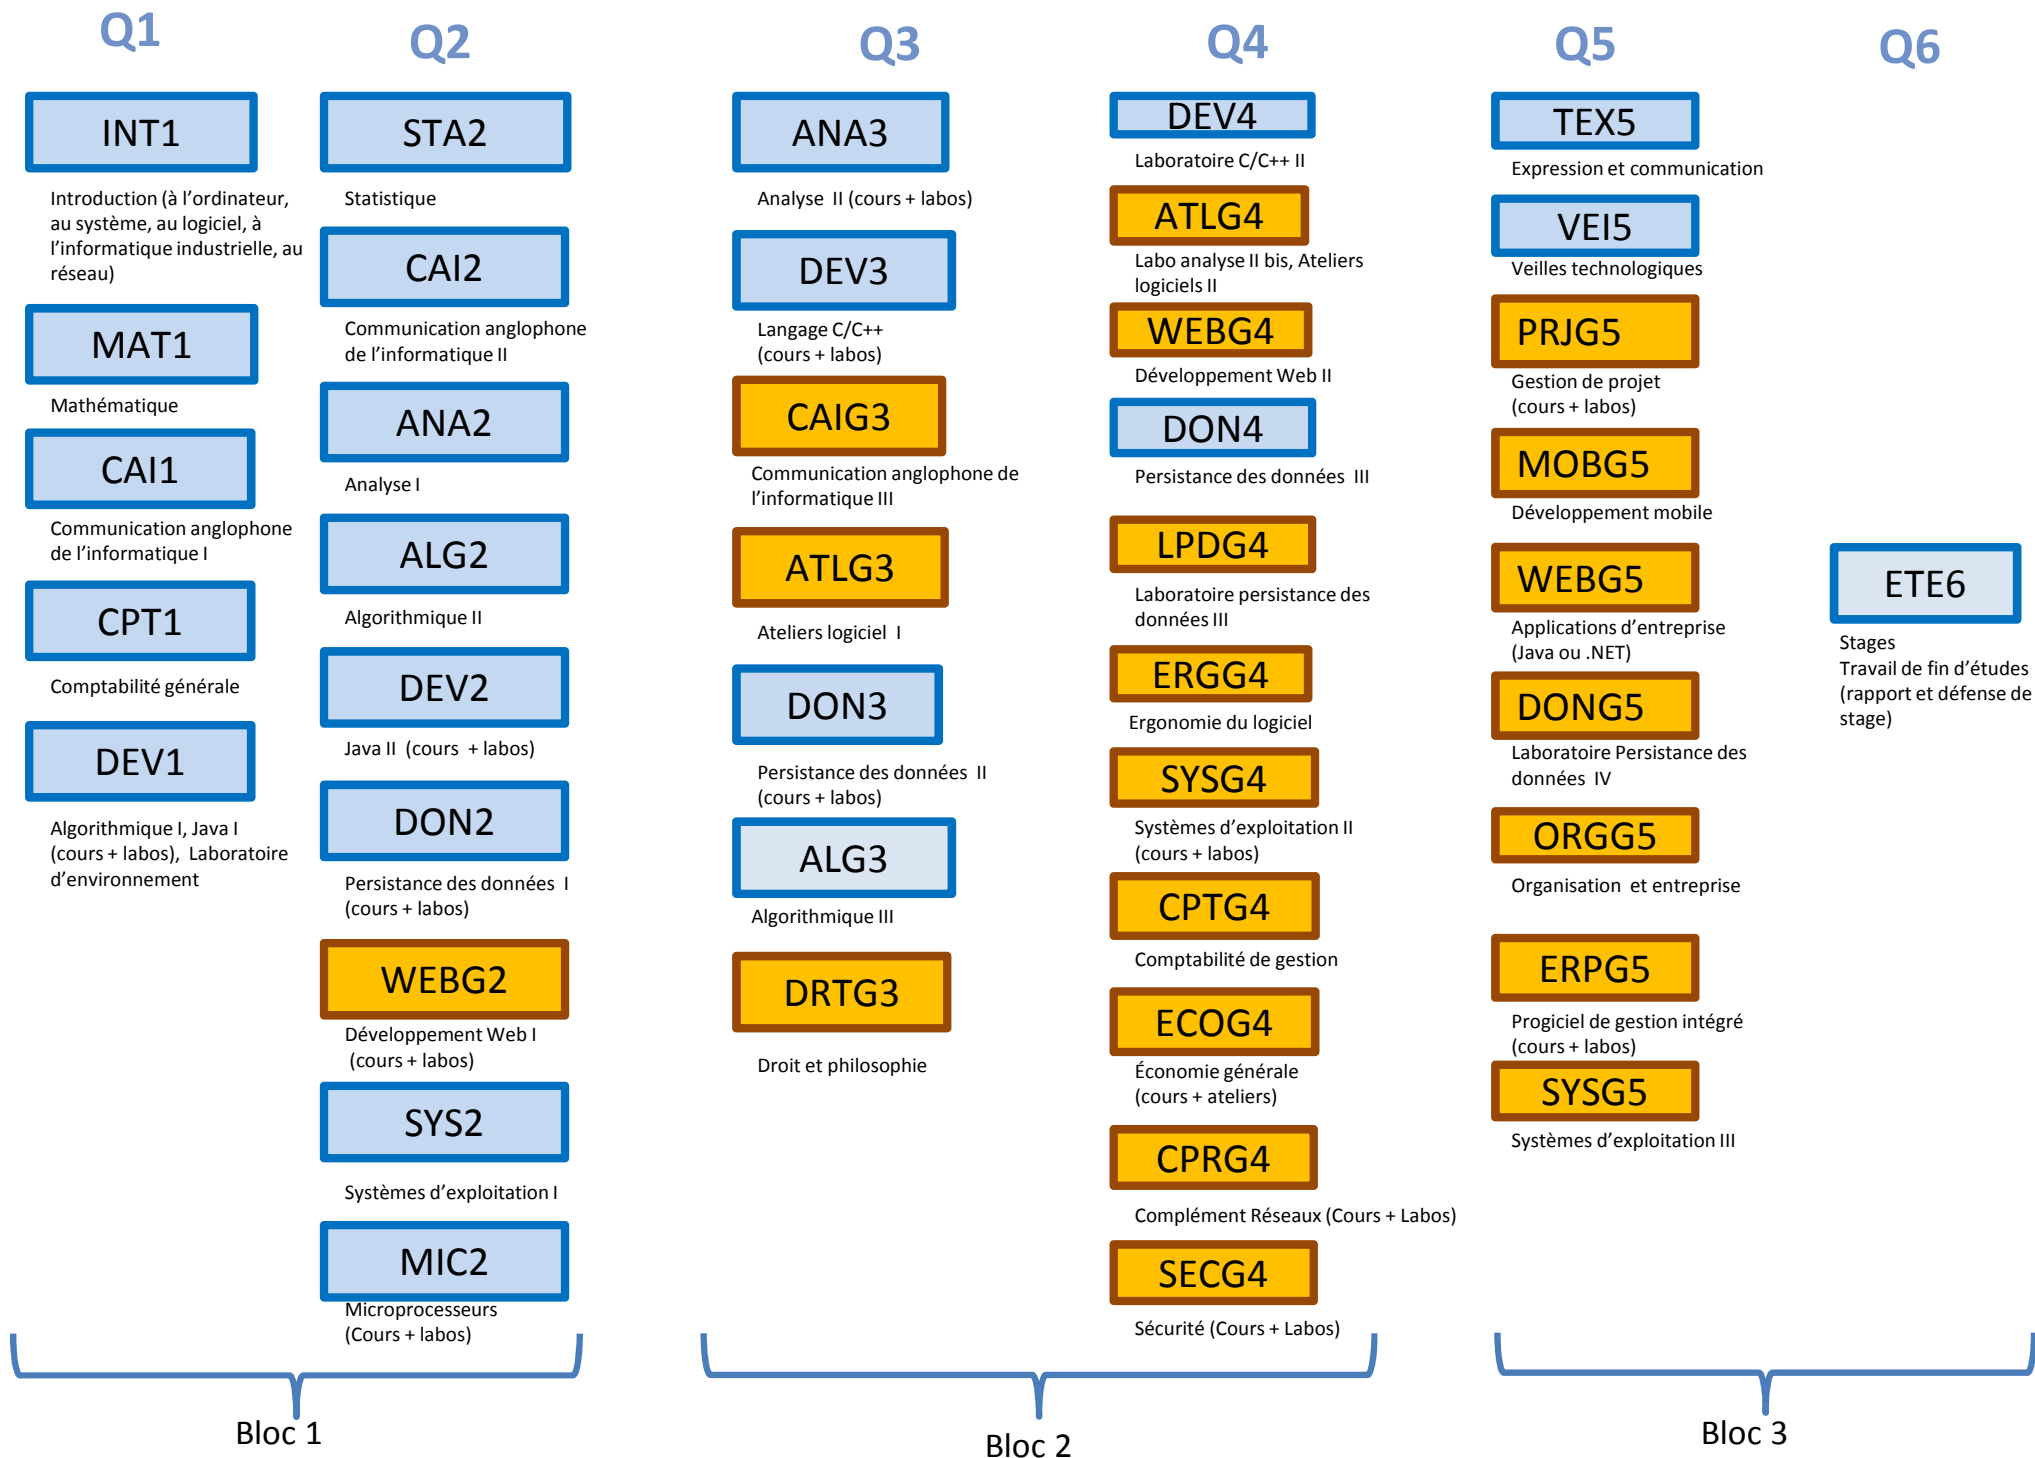 Q1
INT1
Introduction (à l’ordinateur,
au système, au logiciel, à
l’informatique industrielle, au
réseau)
MAT1
Mathématique
CAI1
Communication anglophone
de l’informatique I
CPT1
Comptabilité générale
DEV1
Algorithmique I, Java I
(cours + labos), Laboratoire
d’environnement
Q2
STA2
Statistique
CAI2
Communication anglophone
de l’informatique II
ANA2
Analyse I
ALG2
Algorithmique II
DEV2
Java II (cours + labos)
DON2
Persistance des données I
(cours + labos)
WEBG2
Développement Web I
(cours + labos)
SYS2
Systèmes d’exploitation I
MIC2
Microprocesseurs
(Cours + labos)
Bloc 1
Q3
ANA3
Analyse II (cours + labos)
DEV3
Langage C/C++
(cours + labos)
CAIG3
Communication anglophone de
l’informatique III
ATLG3
Ateliers logiciel I
DON3
Persistance des données II
(cours + labos)
ALG3
Algorithmique III
DRTG3
Droit et philosophie
Q4
DEV4
Laboratoire C/C++ II
ATLG4
Labo analyse II bis, Ateliers
logiciels II
WEBG4
Développement Web II
DON4
Persistance des données III
LPDG4
Laboratoire persistance des
données III
ERGG4
Ergonomie du logiciel
SYSG4
Systèmes d’exploitation II
(cours + labos)
CPTG4
Comptabilité de gestion
ECOG4
Économie générale
(cours + ateliers)
CPRG4
Complément Réseaux (Cours + Labos)
SECG4
Sécurité (Cours + Labos)
Bloc 2
Q5
TEX5
Expression et communication
VEI5
Veilles technologiques
PRJG5
Gestion de projet
(cours + labos)
MOBG5
Développement mobile
WEBG5
Applications d’entreprise
(Java ou .NET)
DONG5
Laboratoire Persistance des
données IV
ORGG5
Organisation et entreprise
ERPG5
Progiciel de gestion intégré
(cours + labos)
SYSG5
Systèmes d’exploitation III
Q6
ETE6
Stages
Travail de fin d’études
(rapport et défense de
stage)
Bloc 3